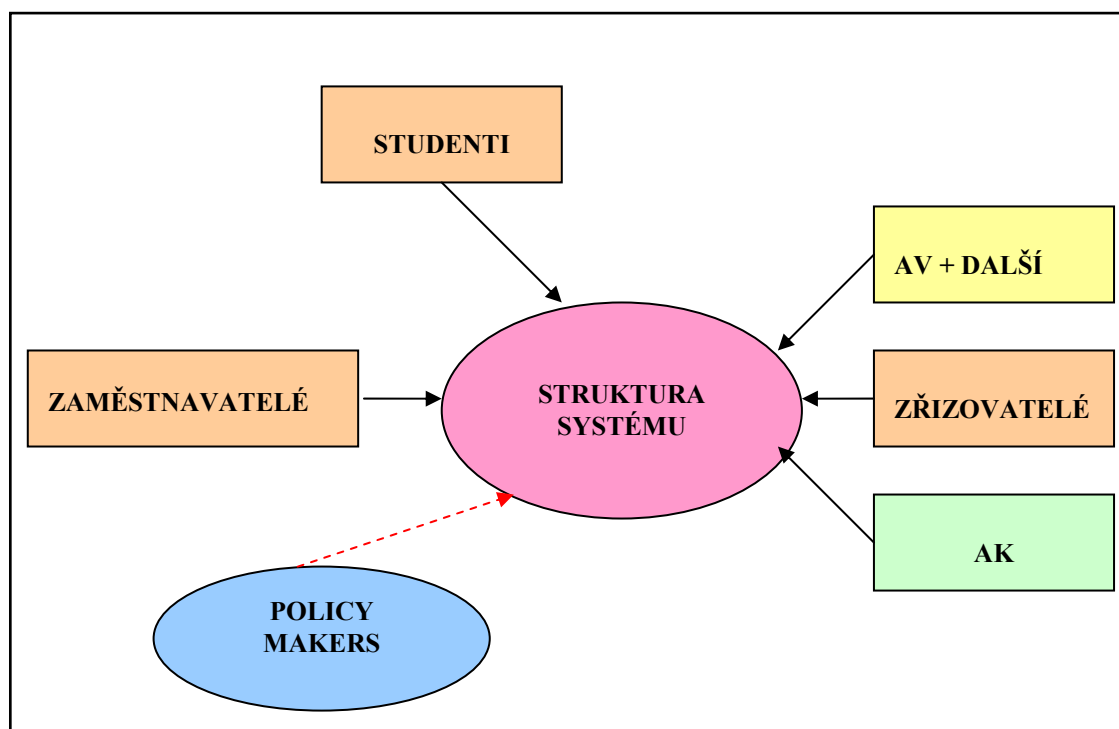 STUDENTI
AV + DALŠÍ
ZAMĚSTNAVATELÉ
STRUKTURA
SYSTÉMU
ZŘIZOVATELÉ
AK
POLICY
MAKERS